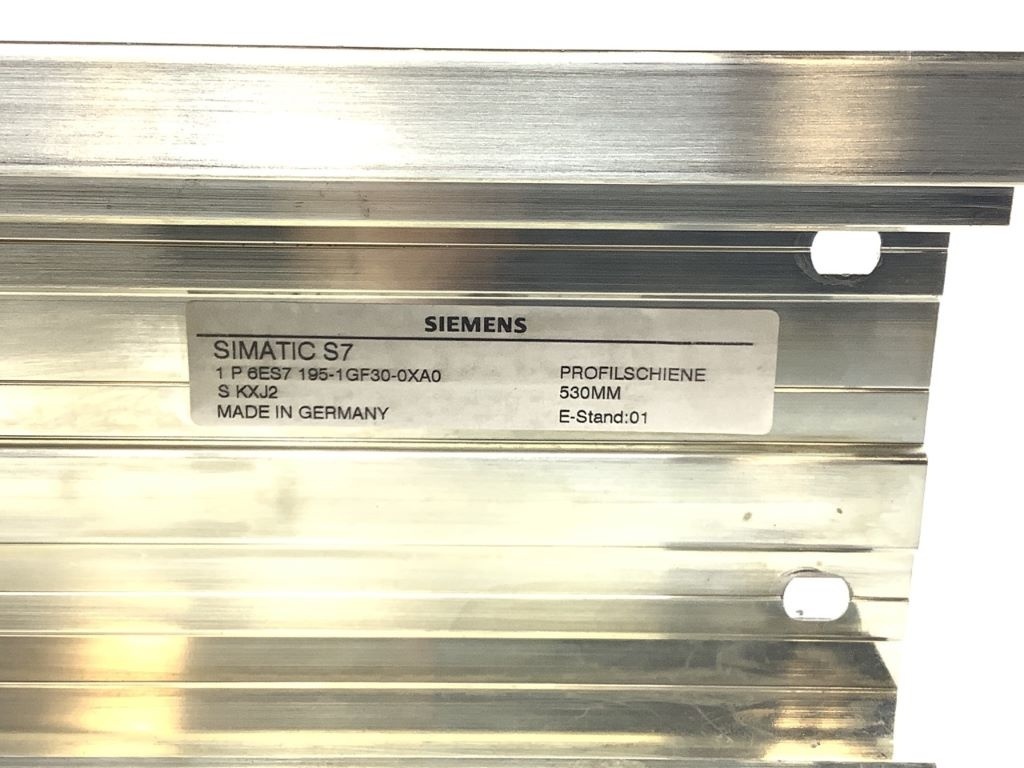 SIEMENS
SIMATIC S7
1 P 6ES7 195-1GF30-0XA0
S KXJ2
MADE IN GERMANY
PROFILSCHIENE
530MM
E-Stand:01